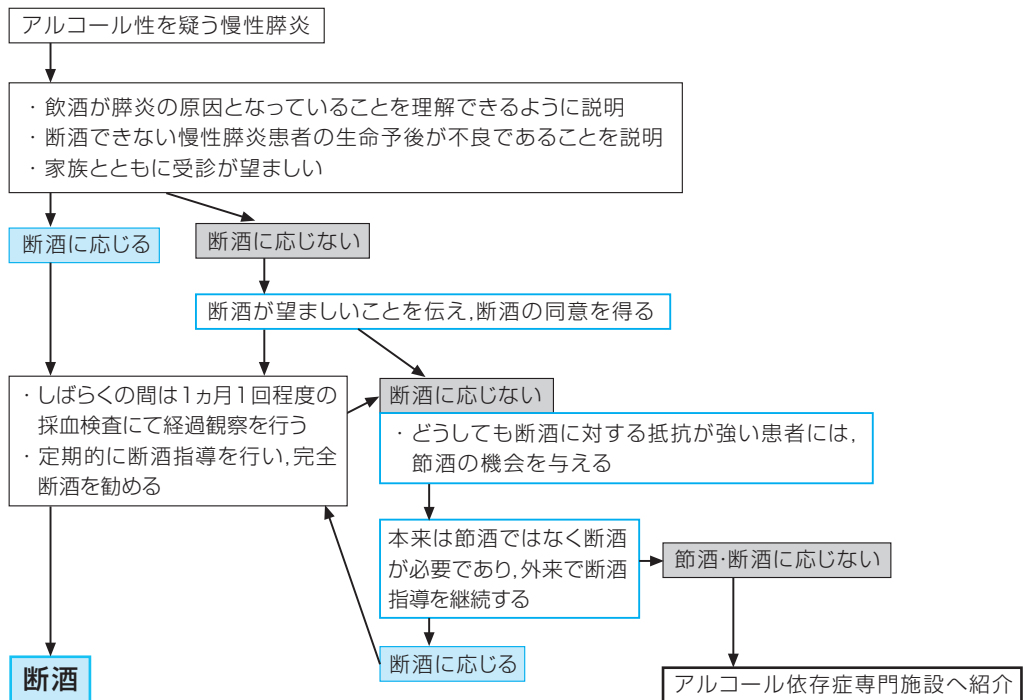 アルコール性を疑う慢性膵炎
・飲酒が膵炎の原因となっていることを理解できるように説明
・断酒できない慢性膵炎患者の生命予後が不良であることを説明
・家族とともに受診が望ましい
断酒に応じる
断酒に応じない
断酒が望ましいことを伝え,断酒の同意を得る
・しばらくの間は1ヵ月1回程度の
採血検査にて経過観察を行う
・定期的に断酒指導を行い,完全
断酒を勧める
断酒に応じない
・どうしても断酒に対する抵抗が強い患者には,
節酒の機会を与える
本来は節酒ではなく断酒
が必要であり,外来で断酒
指導を継続する
節酒・断酒に応じない
断酒に応じる
断酒
アルコール依存症専門施設へ紹介